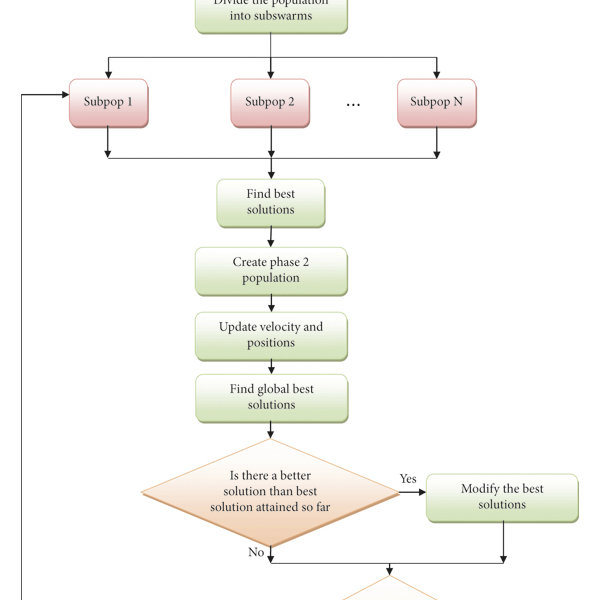 Divide the population
into subswarms
Subpop 1
Subpop 2
...
Subpop N
Find best
solutions
Create phase 2
population
Update velocity and
positions
Find global best
solutions
Is there a better
solution than best
solution attained so far
Yes
Modify the best
solutions
No